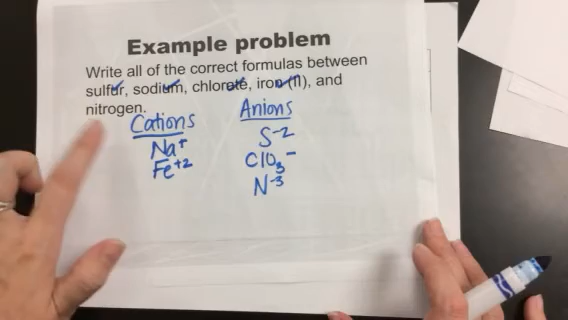 Example problem
Write all of the correct formulas between
sulfur, sodium, chlorate, iron (II), and
nitrogen.
Cations Anions
Na⁺ S⁻²
Fe⁺² ClO₃⁻
N⁻³